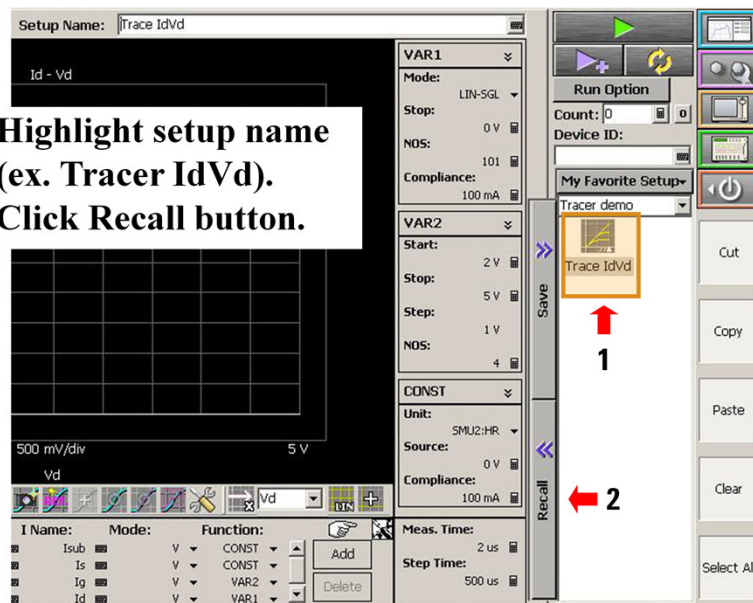 Setup Name: Trace IdVd
Id - Vd
Highlight setup name
(ex. Tracer IdVd).
Click Recall button.
500 mV/div 5 V
Vd
Vd
LIN
I Name: Mode: Function:
Isub V CONST
Is V CONST
Ig V VAR2
Id V VAR1
Add
Delete
VAR1
Mode:
LIN-SGL
Stop:
0 V
NOS:
101
Compliance:
100 mA
VAR2
Start:
2 V
Stop:
5 V
Step:
1 V
NOS:
4
CONST
Unit:
SMU2:HR
Source:
0 V
Compliance:
100 mA
Meas. Time:
2 us
Step Time:
500 us
Save
Recall
Run Option
Count: 0 0
Device ID:
My Favorite Setup
Tracer demo
Trace IdVd
1
2
Cut
Copy
Paste
Clear
Select Al